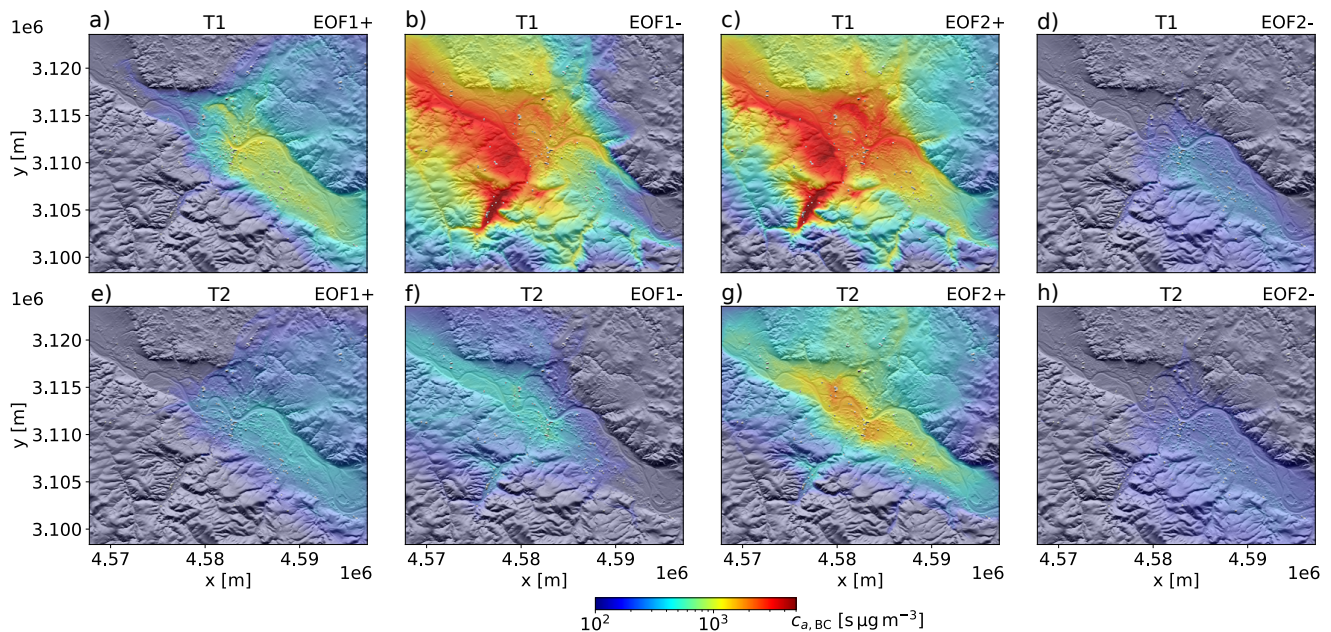 a) T1 EOF1+ b) T1 EOF1- c) T1 EOF2+ d) T1 EOF2-
1e6
3.120
3.115
3.110
3.105
3.100
y [m]
e) T2 EOF1+ f) T2 EOF1- g) T2 EOF2+ h) T2 EOF2-
1e6
3.120
3.115
3.110
3.105
3.100
y [m]
4.57 4.58 4.59 4.57 4.58 4.59 4.57 4.58 4.59 4.57 4.58 4.59
x [m] 1e6 x [m] 1e6 x [m] 1e6 x [m] 1e6
10² 10³ c_{a, BC} [s μg m⁻³]